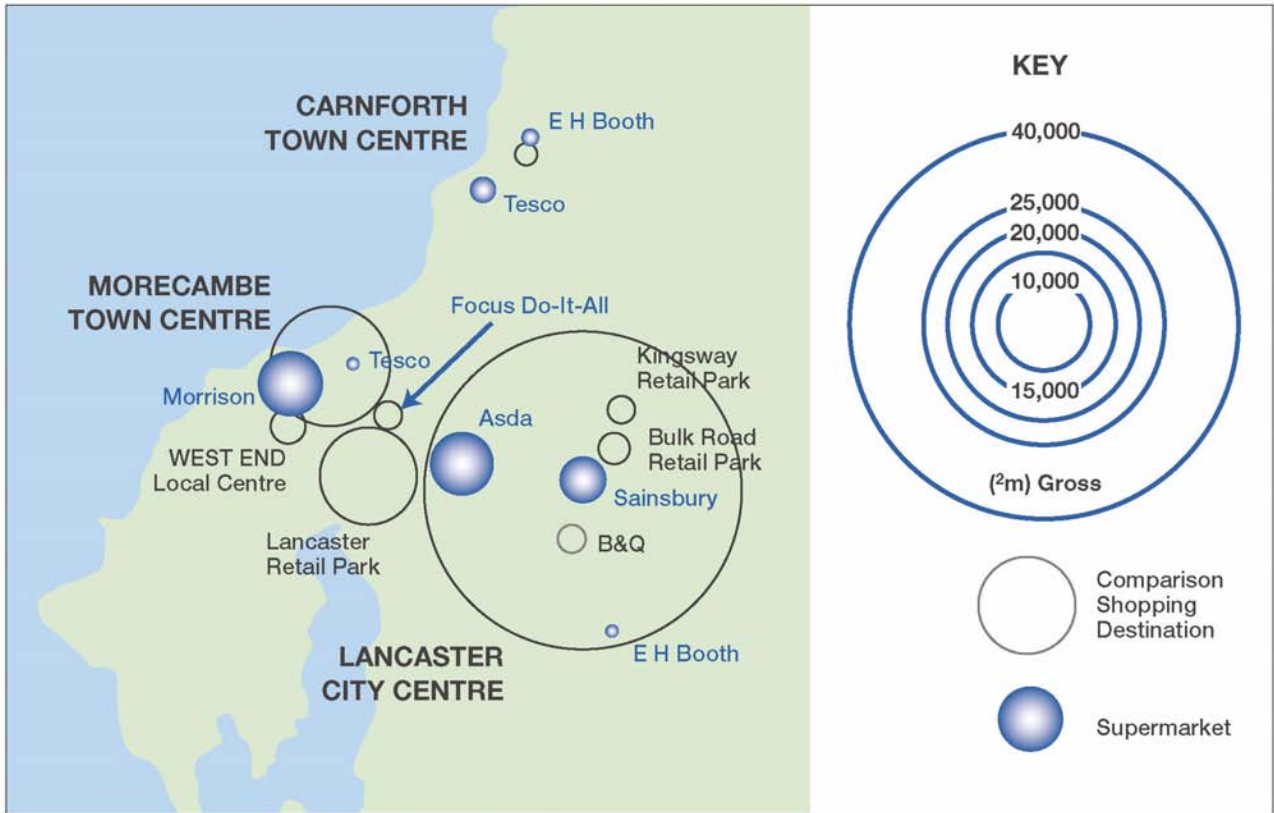 CARNFORTH
TOWN CENTRE
E H Booth
Tesco
MORECAMBE
TOWN CENTRE
Focus Do-It-All
Tesco
Morrison
WEST END
Local Centre
Lancaster
Retail Park
Kingsway
Retail Park
Asda
Bulk Road
Retail Park
Sainsbury
B&Q
E H Booth
LANCASTER
CITY CENTRE
KEY
40,000
25,000
20,000
10,000
15,000
(²m) Gross
Comparison
Shopping
Destination
Supermarket